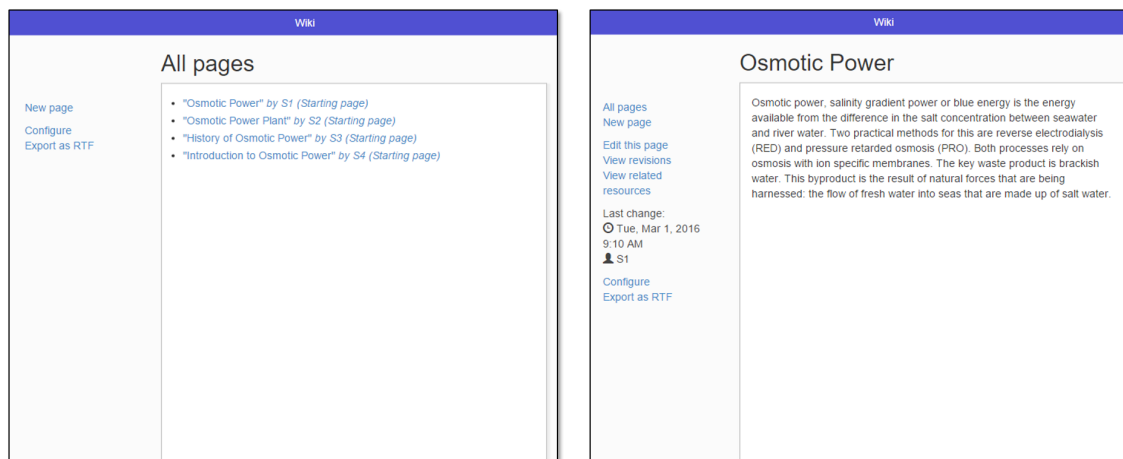 Wiki
All pages
New page
Configure
Export as RTF
• "Osmotic Power" by S1 (Starting page)
• "Osmotic Power Plant" by S2 (Starting page)
• "History of Osmotic Power" by S3 (Starting page)
• "Introduction to Osmotic Power" by S4 (Starting page)
Wiki
Osmotic Power
All pages
New page
Edit this page
View revisions
View related
resources
Last change:
Tue, Mar 1, 2016
9:10 AM
S1
Configure
Export as RTF
Osmotic power, salinity gradient power or blue energy is the energy
available from the difference in the salt concentration between seawater
and river water. Two practical methods for this are reverse electrodialysis
(RED) and pressure retarded osmosis (PRO). Both processes rely on
osmosis with ion specific membranes. The key waste product is brackish
water. This byproduct is the result of natural forces that are being
harnessed: the flow of fresh water into seas that are made up of salt water.